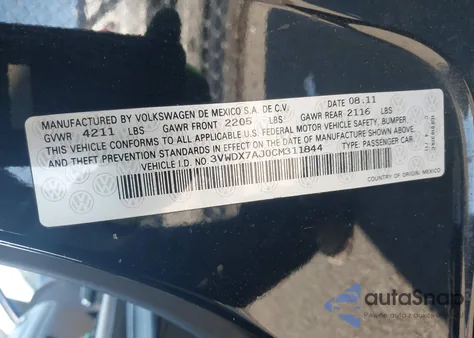 MANUFACTURED BY VOLKSWAGEN DE MEXICO S.A. DE C.V. DATE 08.11
GVWR 4211 LBS GAWR FRONT 2205 LBS GAWR REAR 2116 LBS
THIS VEHICLE CONFORMS TO ALL APPLICABLE U.S. FEDERAL MOTOR VEHICLE SAFETY, BUMPER,
AND THEFT PREVENTION STANDARDS IN EFFECT ON THE DATE OF MANUFACTURE SHOWN ABOVE.
VEHICLE I.D. NO 3VWDX7AJ0CM311844 TYPE: PASSENGER CAR
COUNTRY OF ORIGIN: MEXICO
autoSnap